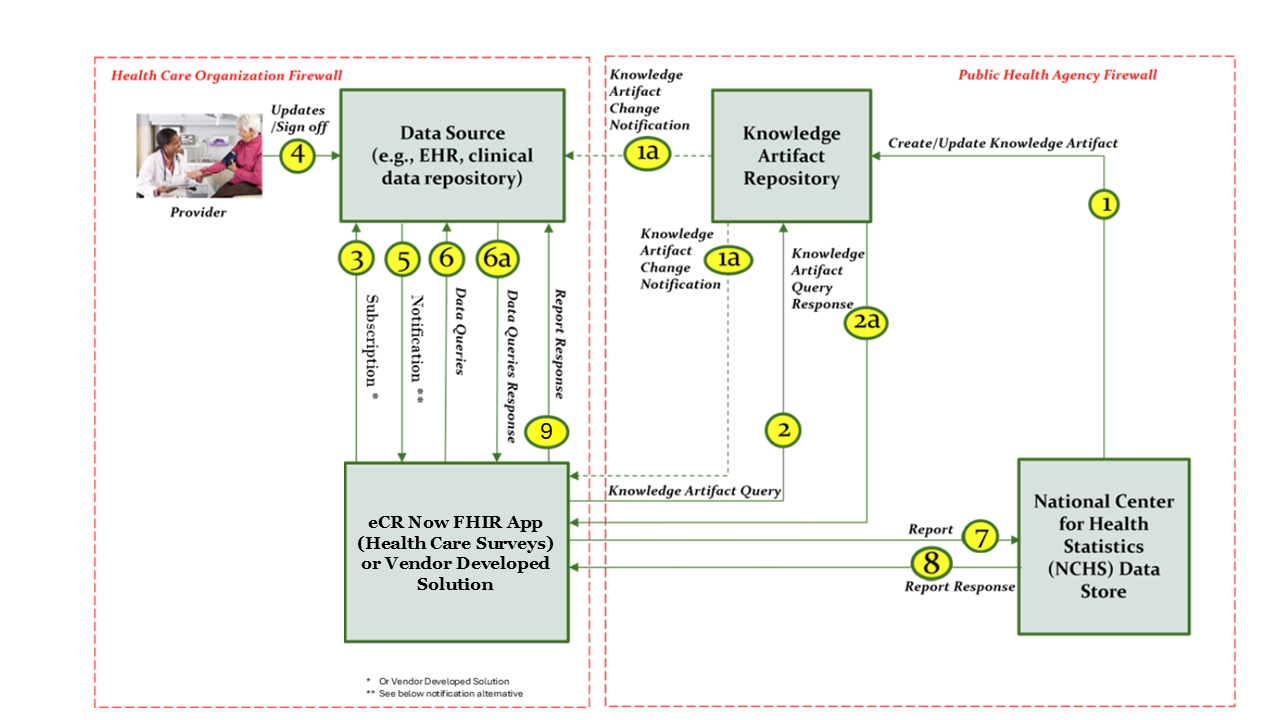 Health Care Organization Firewall
Public Health Agency Firewall
Updates
/Sign off
4
Provider
Data Source
(e.g., EHR, clinical
data repository)
Knowledge
Artifact
Change
Notification
1a
Knowledge
Artifact
Repository
Create/Update Knowledge Artifact
1
3
Subscription *
5
Notification **
6
Data Queries
6a
Data Queries Response
Report Response
9
Knowledge
Artifact
Change
Notification
1a
Knowledge
Artifact
Query
Response
2a
2
Knowledge Artifact Query
eCR Now FHIR App
(Health Care Surveys)
or Vendor Developed
Solution
Report
7
8
Report Response
National Center
for Health
Statistics
(NCHS) Data
Store
* Or Vendor Developed Solution
** See below notification alternative